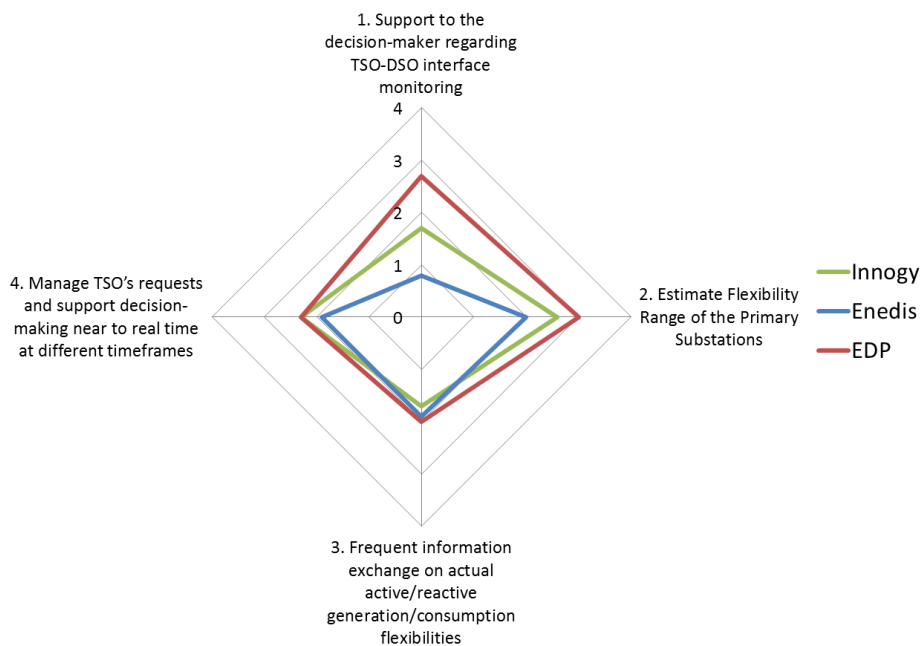 1. Support to the
decision-maker regarding
TSO-DSO interface
monitoring
4
3
2
1
0
4. Manage TSO’s requests
and support decision-
making near to real time
at different timeframes
2. Estimate Flexibility
Range of the Primary
Substations
Innogy
Enedis
EDP
3. Frequent information
exchange on actual
active/reactive
generation/consumption
flexibilities